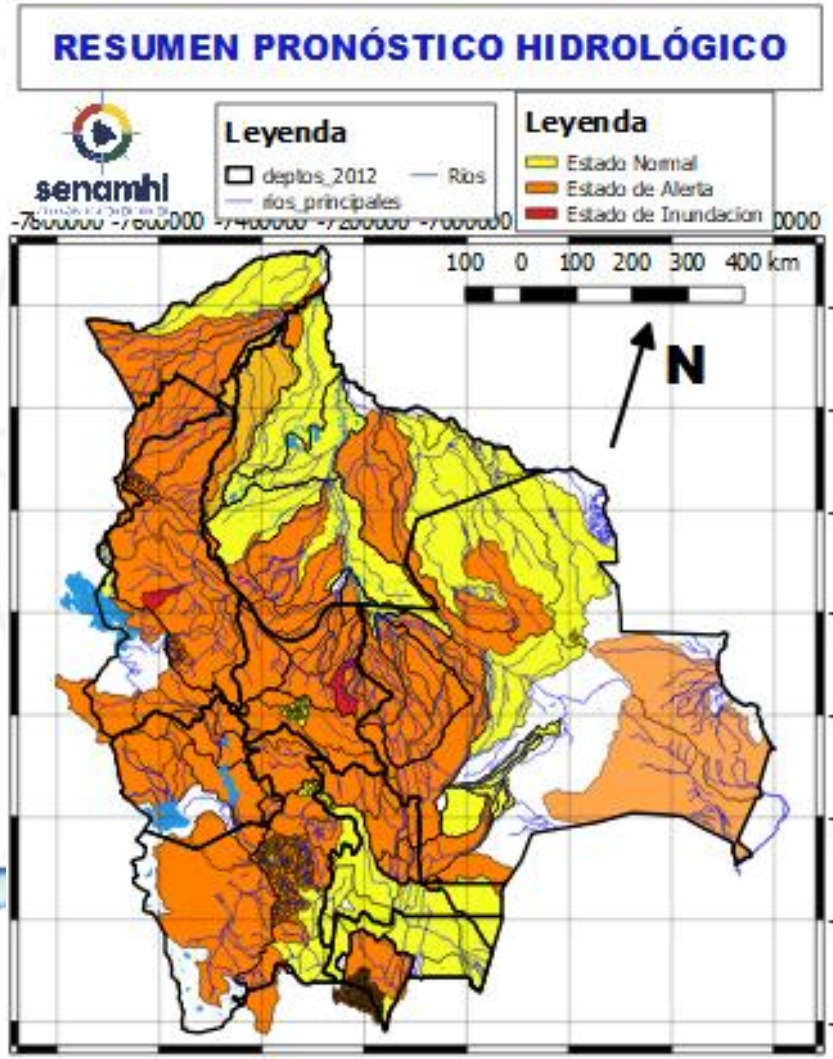 RESUMEN PRONÓSTICO HIDROLÓGICO
senamhi
Leyenda
deptos_2012
Rios
rios_principales
Leyenda
Estado Normal
Estado de Alerta
Estado de Inundacion
-7800000 -7600000 -7400000 -7200000 -7000000
100 0 100 200 300 400 km
N